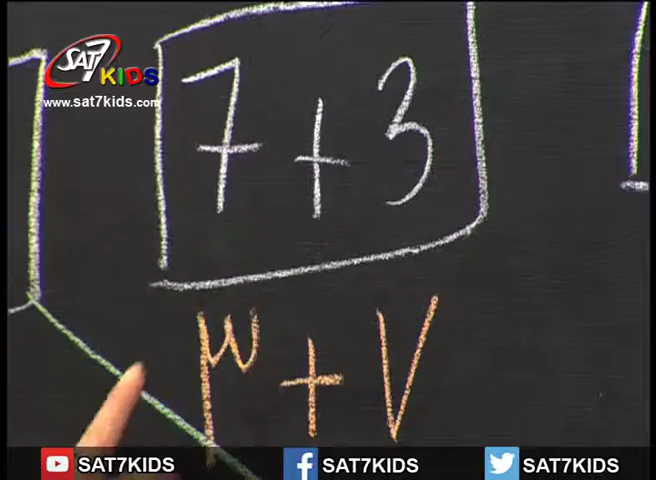 SAT7 KIDS
www.sat7kids.com
7 + 3
٣ + ٧
SAT7KIDS SAT7KIDS SAT7KIDS